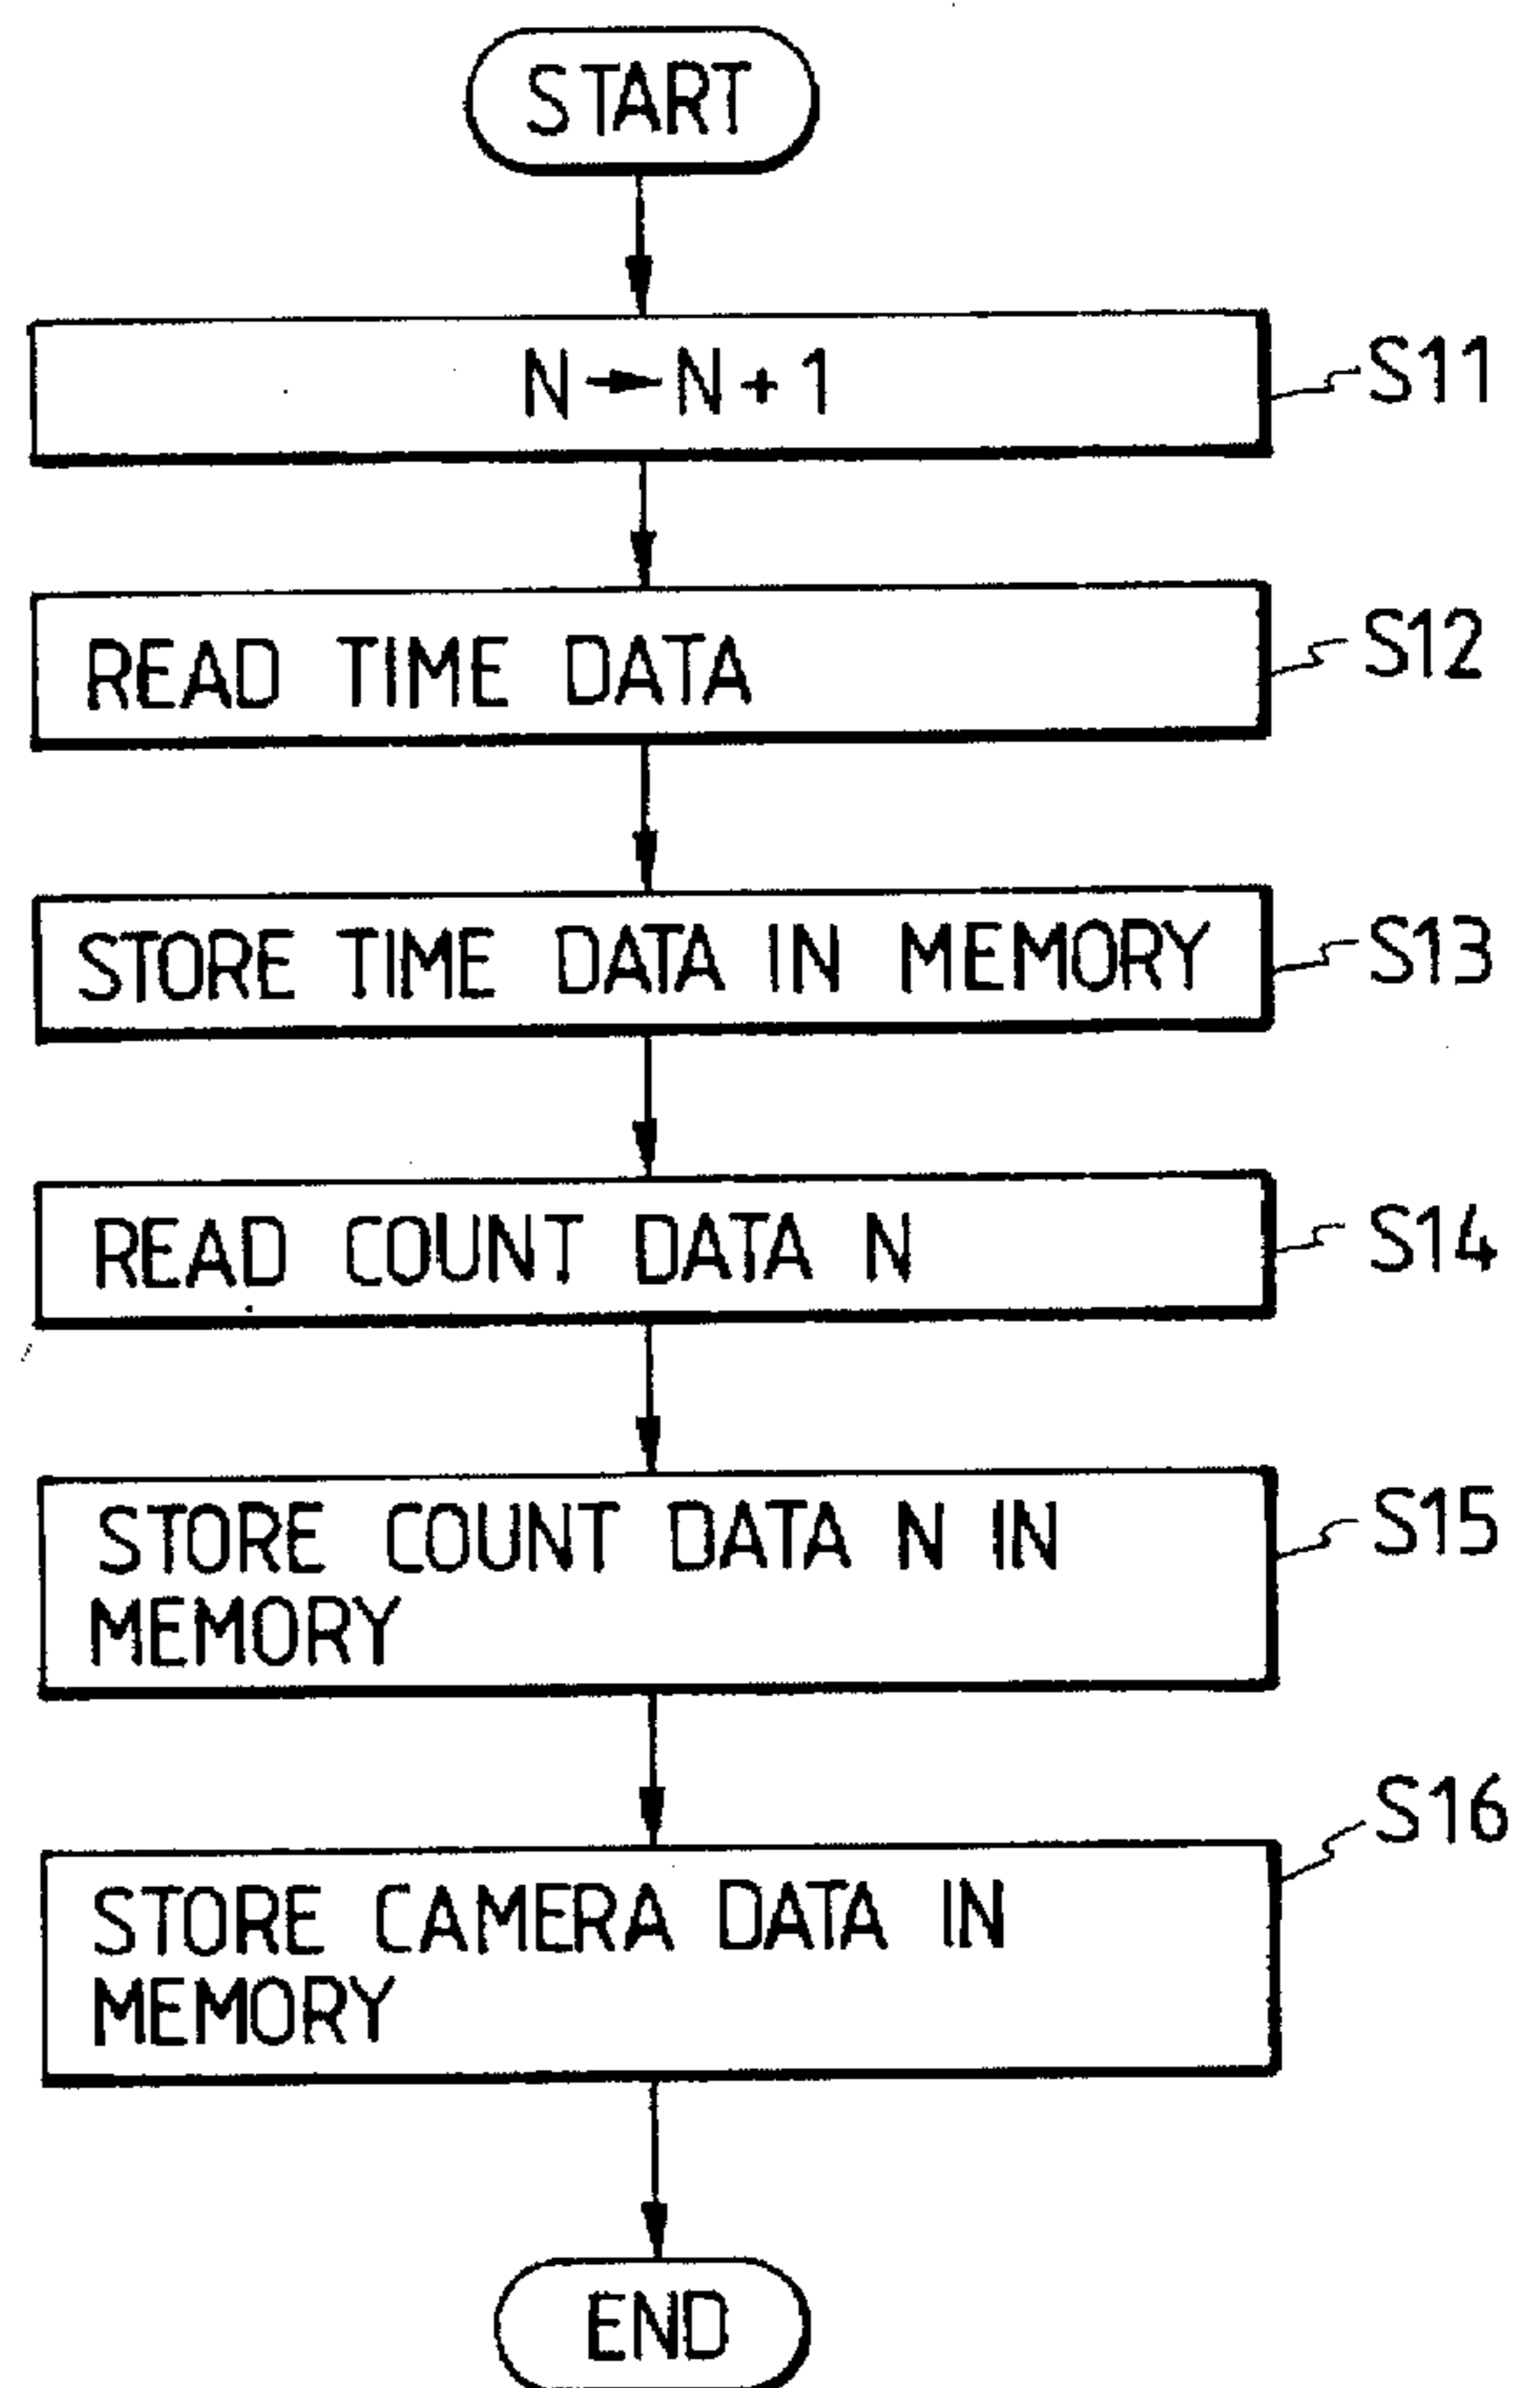 START
N→N+1
S11
READ TIME DATA
S12
STORE TIME DATA IN MEMORY
S13
READ COUNT DATA N
S14
STORE COUNT DATA N IN
MEMORY
S15
STORE CAMERA DATA IN
MEMORY
S16
END